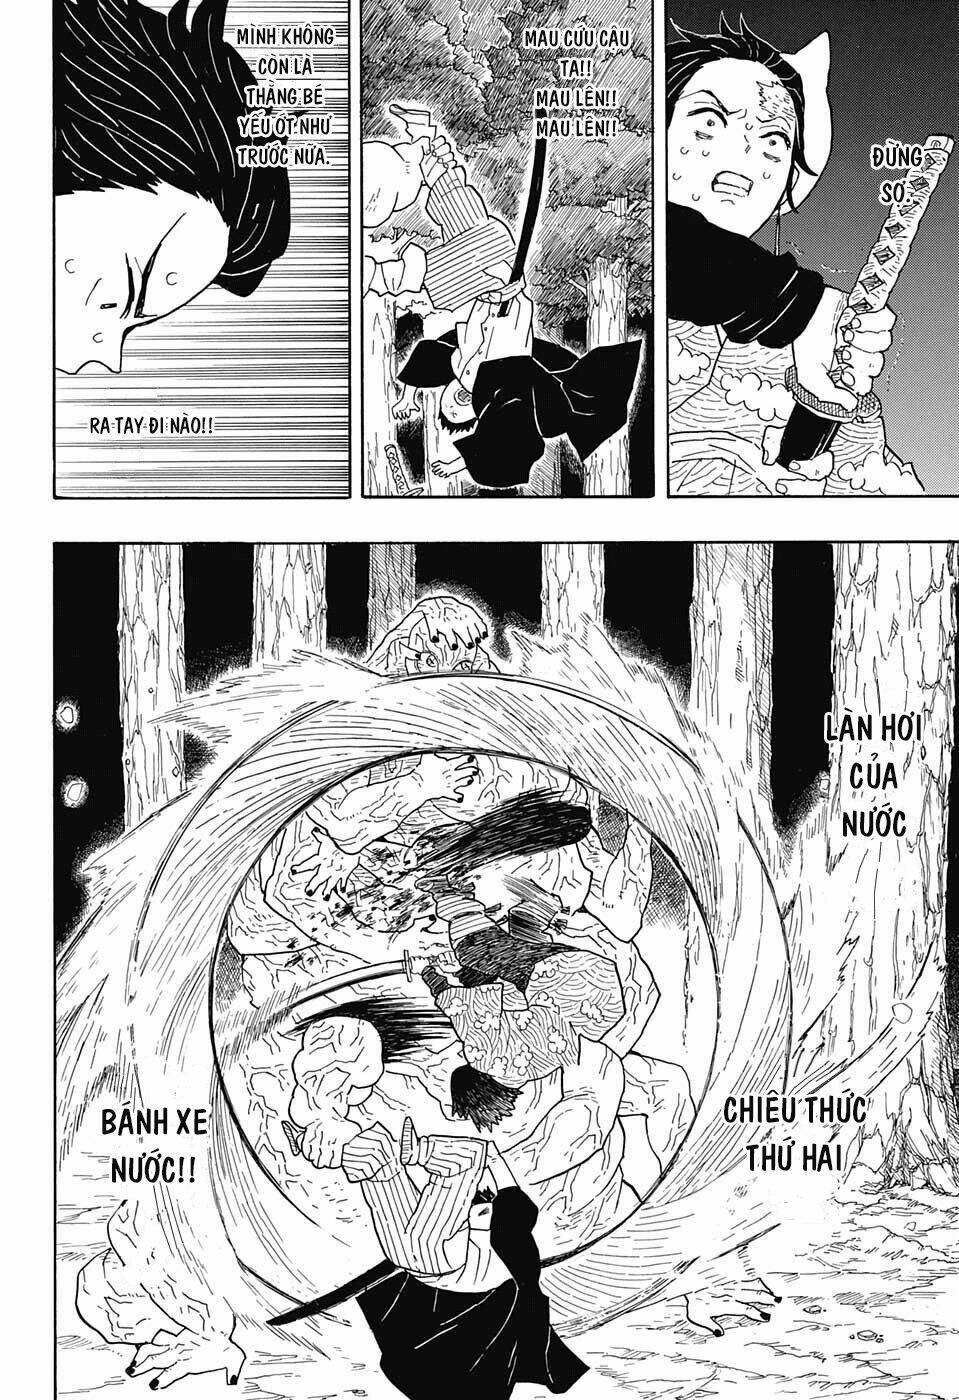 ĐỪNG
SỢ.
MAU CỨU CẬU
TA!!
MAU LÊN!!
MAU LÊN!!
MÌNH KHÔNG
CÒN LÀ
THẰNG BÉ
YẾU ỚT NHƯ
TRƯỚC NỮA.
RA TAY ĐI NÀO!!
LÀN HƠI
CỦA
NƯỚC
CHIÊU THỨC
THỨ HAI
BÁNH XE
NƯỚC!!